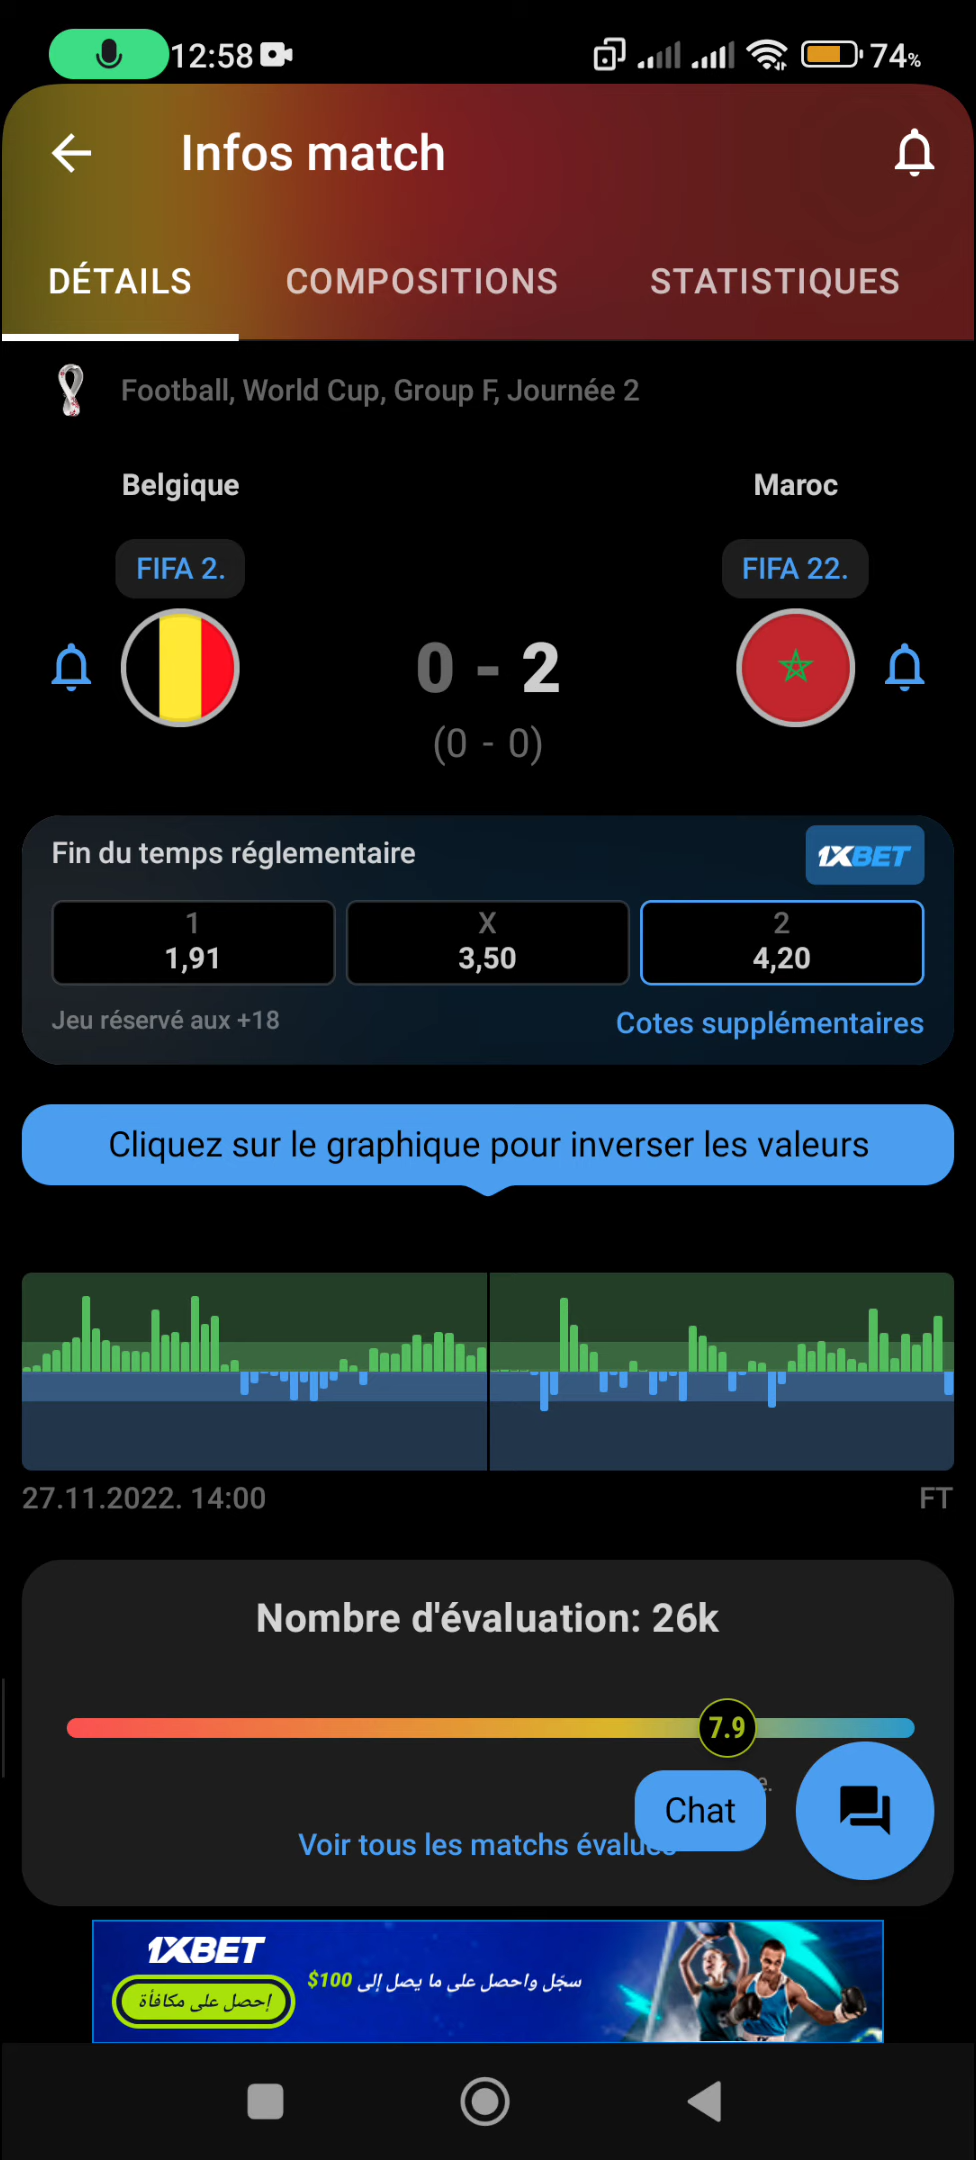 12:58
74%
Infos match
DÉTAILS
COMPOSITIONS
STATISTIQUES
Football, World Cup, Group F, Journée 2
Belgique
Maroc
FIFA 2.
FIFA 22.
0 - 2
(0 - 0)
Fin du temps réglementaire
1XBET
1
1,91
X
3,50
2
4,20
Jeu réservé aux +18
Cotes supplémentaires
Cliquez sur le graphique pour inverser les valeurs
27.11.2022. 14:00
FT
Nombre d'évaluation: 26k
7.9
Chat
Voir tous les matchs
1XBET
سجّل واحصل على ما يصل إلى 100$
إحصل على مكافأة